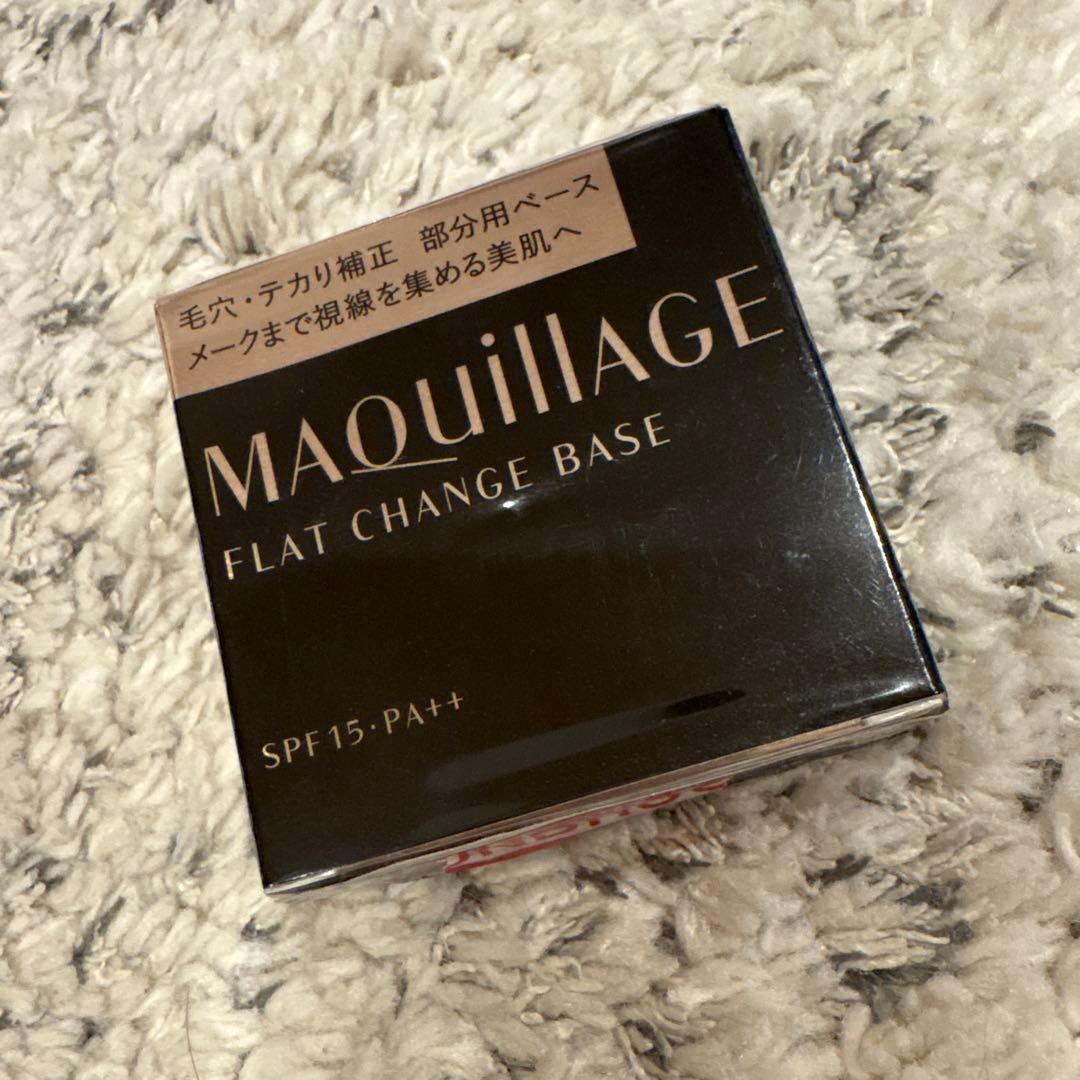 毛穴・テカリ補正 部分用ベース
メークまで視線を集める美肌へ
MAQuillAGE
FLAT CHANGE BASE
SPF15・PA++